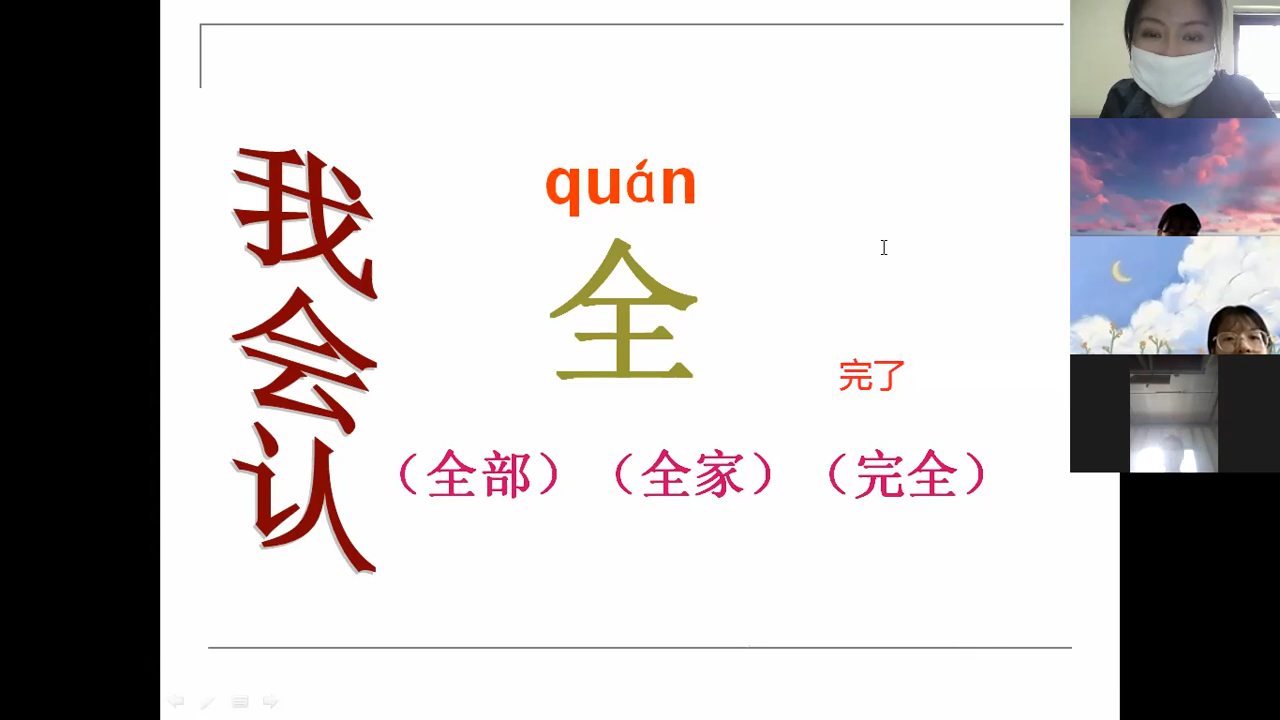 我会认
quán
全
完了
（全部）（全家）（完全）